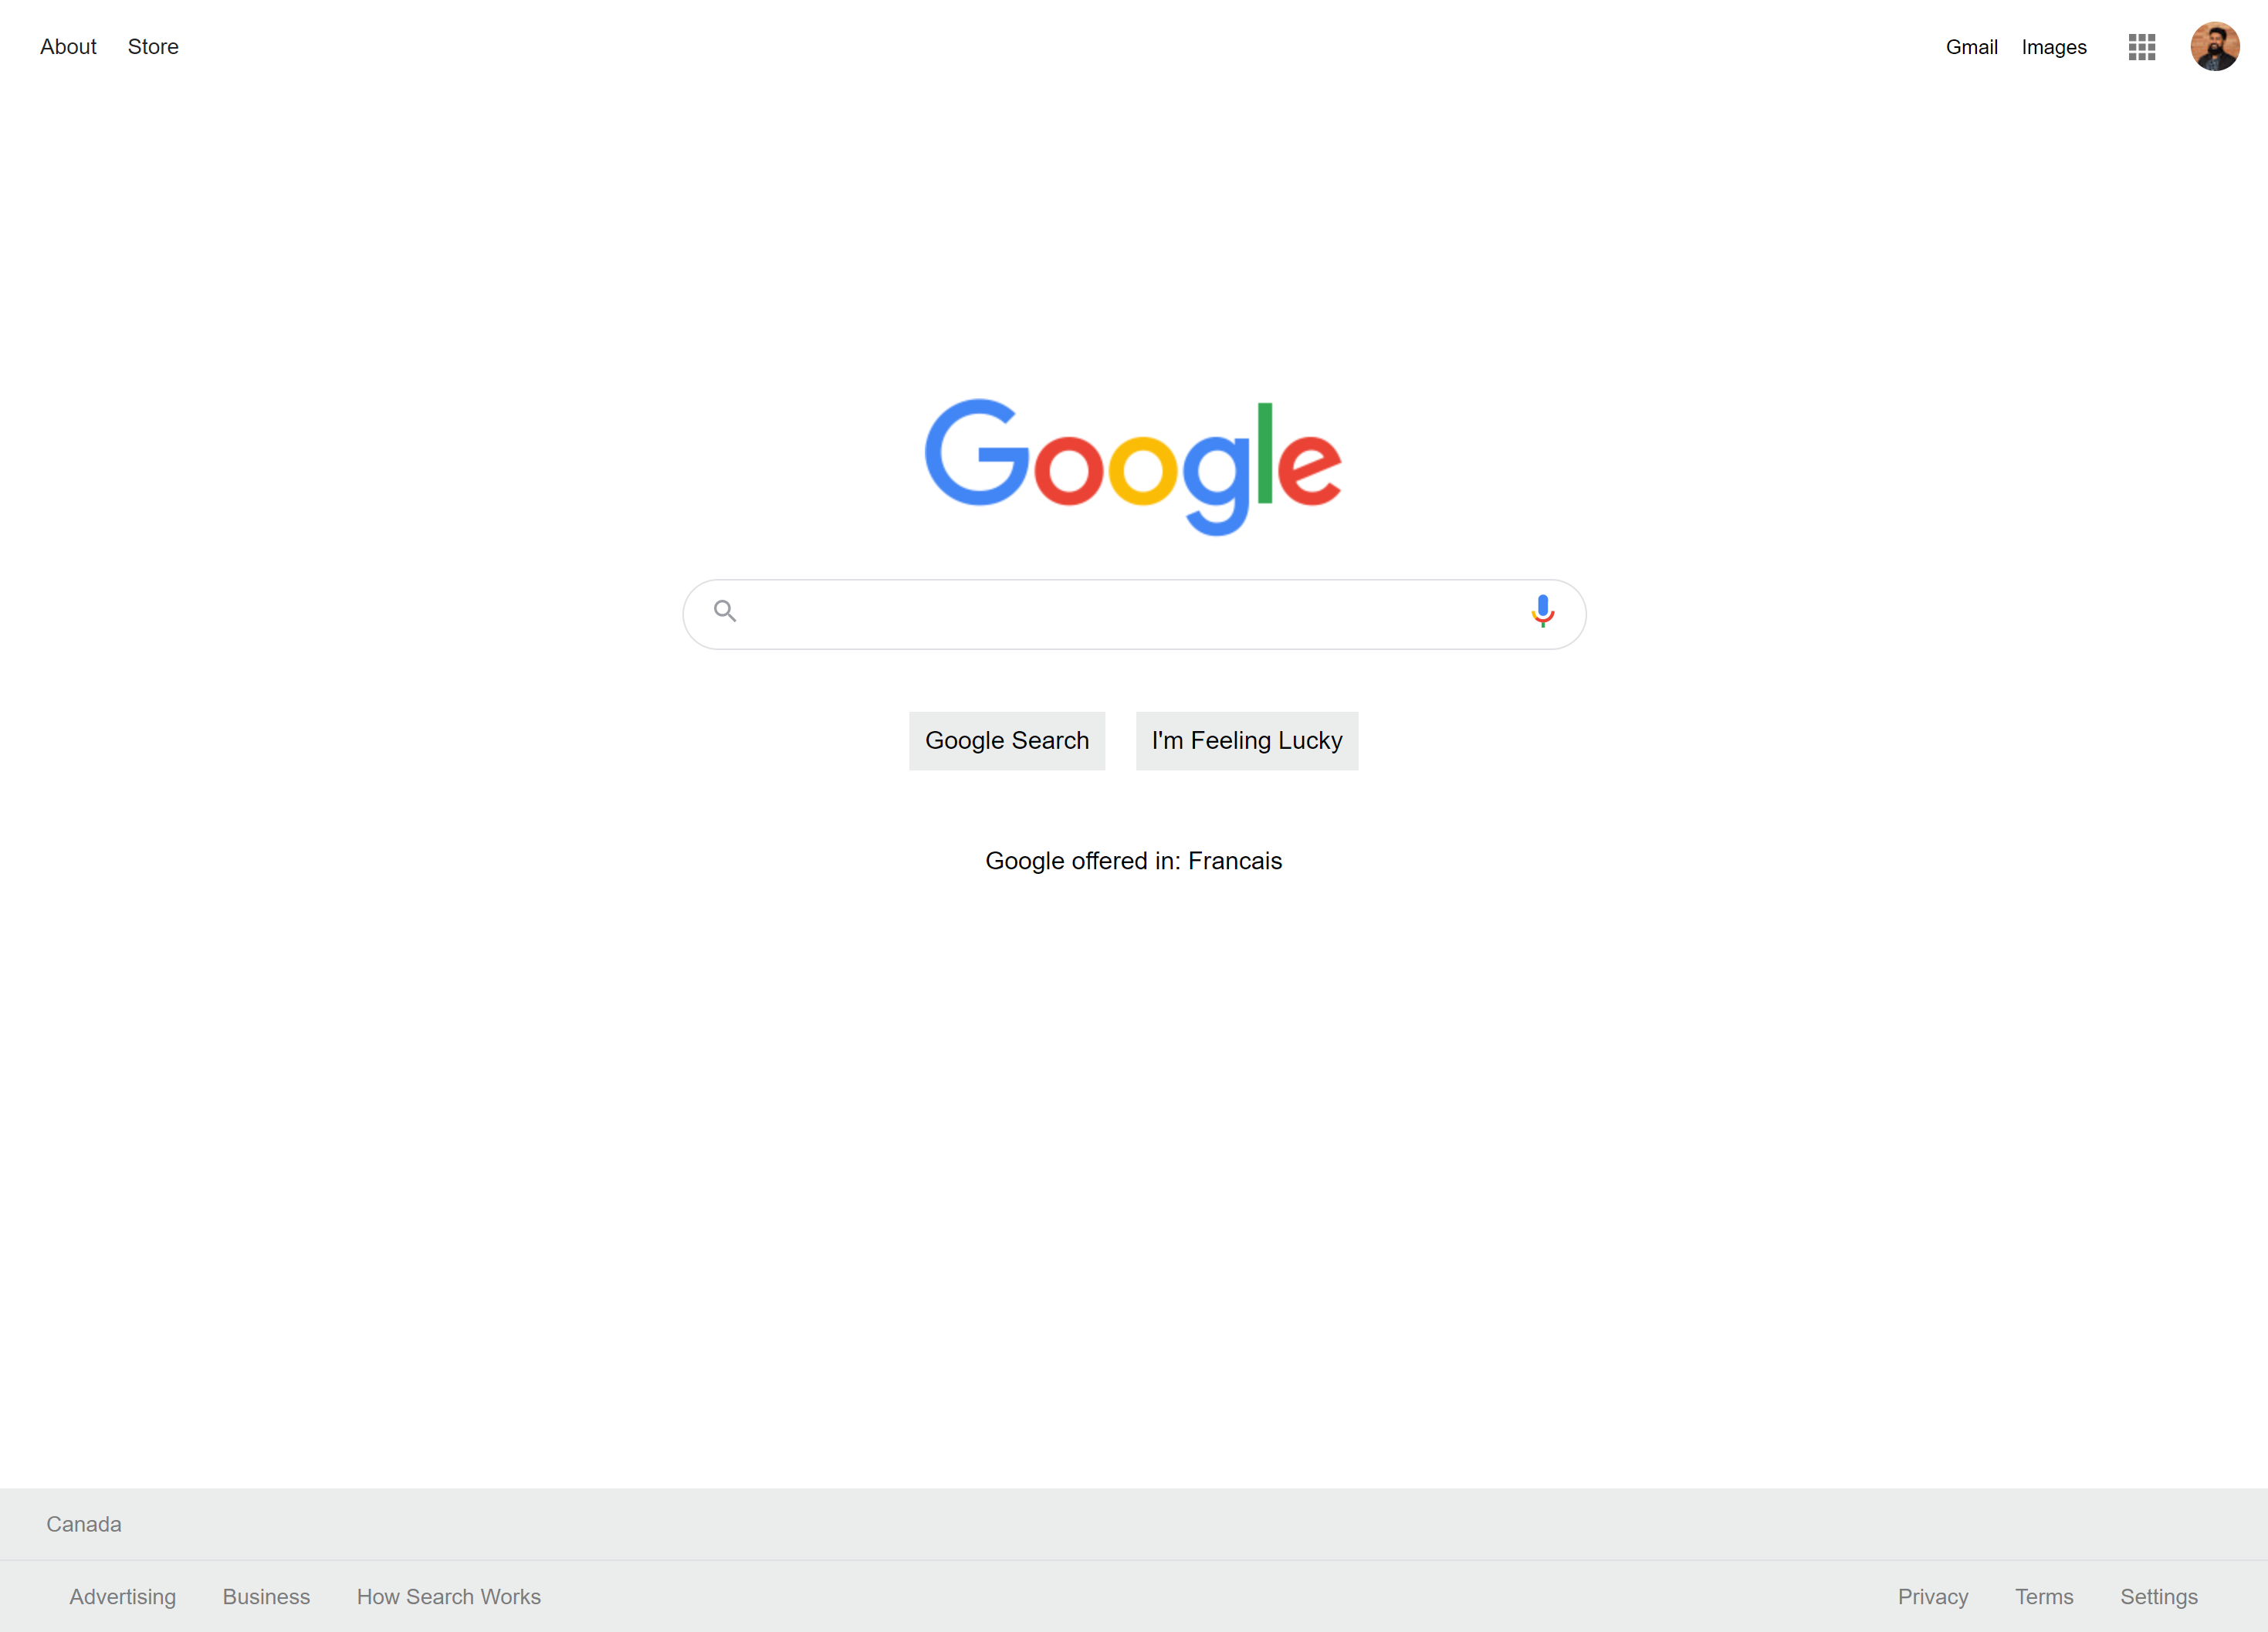 About Store Gmail Images
Google
Google Search I'm Feeling Lucky
Google offered in: Francais
Canada
Advertising Business How Search Works Privacy Terms Settings